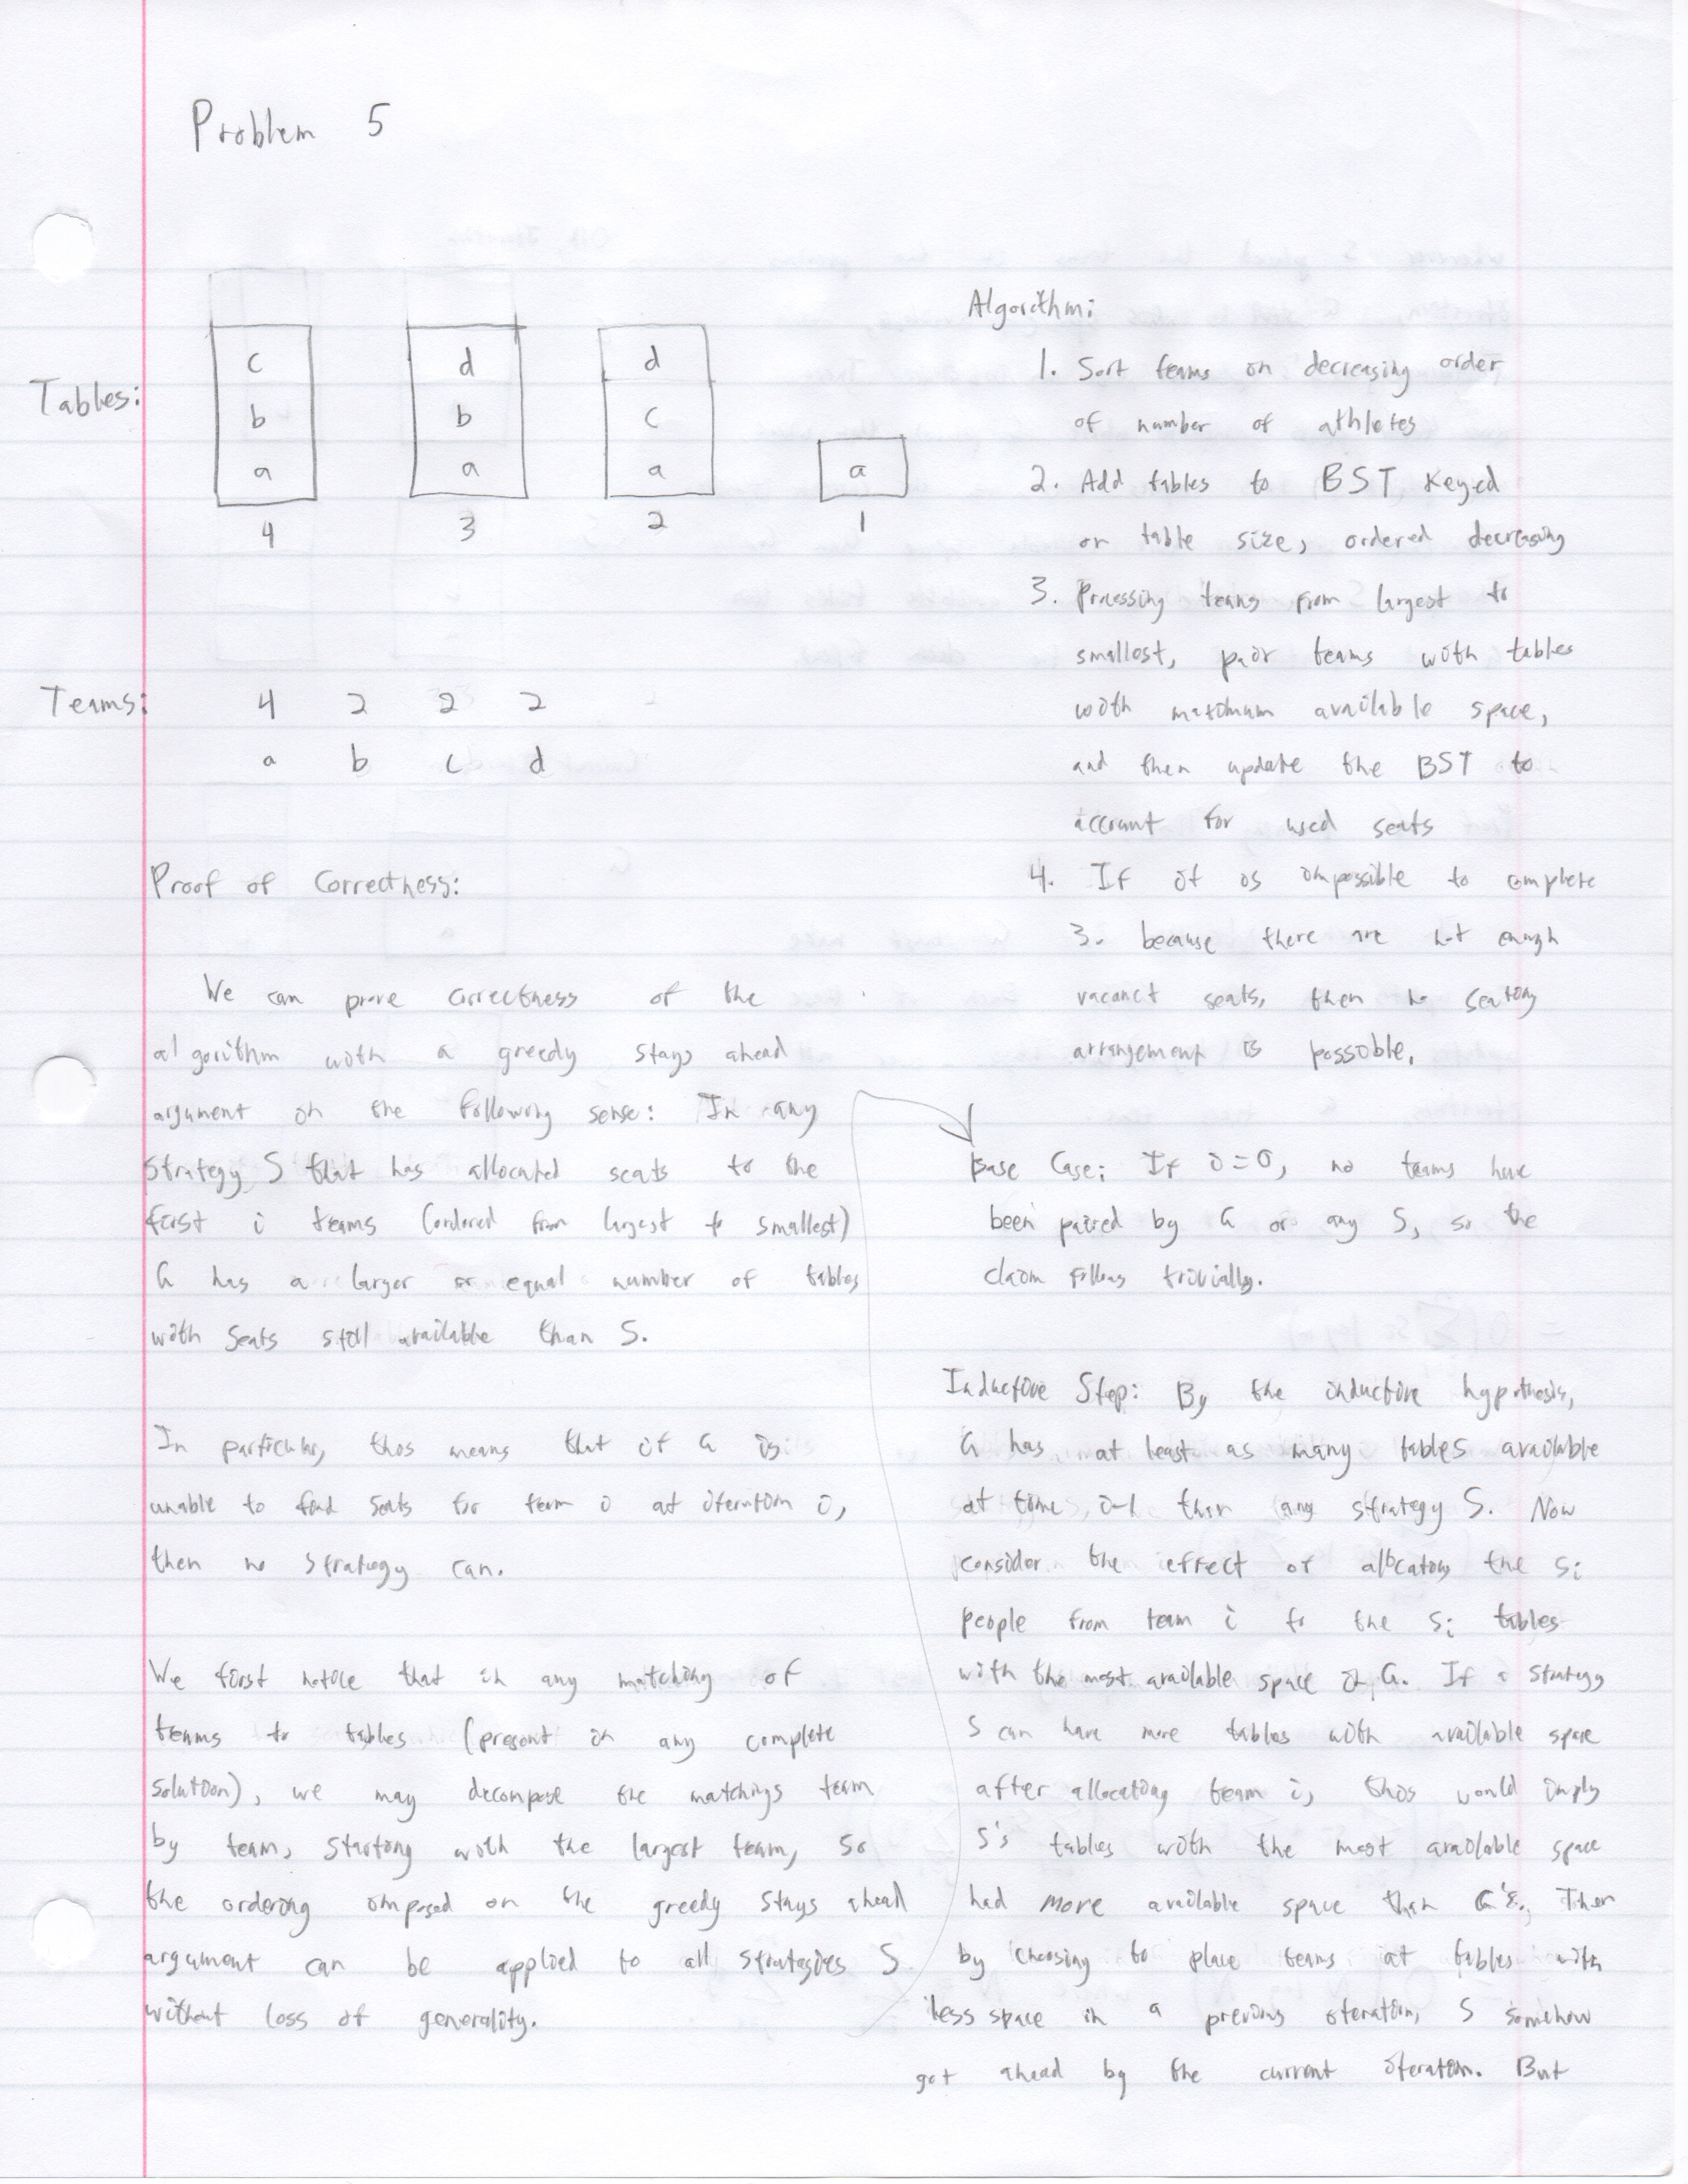 Problem 5
Tables:
c d d
b b c
a a a a
4 3 2 1
Teams: 4 2 2 2
a b c d
Algorithm:
1. Sort teams on decreasing order
of number of athletes
2. Add tables to BST keyed
on table size, ordered decreasing
3. Processing teams from largest to
smallest, pair teams with tables
with maximum available space,
and then update the BST to
account for used seats
4. If it is impossible to complete
3. because there are not enough
vacant seats, then no seating
arrangement is possible.
Proof of Correctness:
We can prove correctness of the
algorithm with a greedy stays ahead
argument in the following sense: In any
strategy S that has allocated seats to the
first i teams (ordered from largest to smallest)
G has a larger or equal number of tables
with seats still available than S.
In particular, this means that if G is
unable to find seats for team i at iteration i,
then no strategy can.
We first notice that in any matching of
teams to tables (present in any complete
solution), we may decompose the matchings team
by team, starting with the largest team, so
the ordering imposed on the greedy stays ahead
argument can be applied to all strategies S
without loss of generality.
Base Case: If i=0, no teams have
been paired by G or any S, so the
claim follows trivially.
Inductive Step: By the inductive hypothesis,
G has at least as many tables available
at time i-1 than any strategy S. Now
consider the effect of allocating the si
people from team i to the si tables
with the most available space in G. If a strategy
S can have more tables with available space
after allocating team i, this would imply
S's tables with the most available space
had more available space than G's. Then
by choosing to place teams at tables with
less space in a previous iteration, S somehow
got ahead by the current iteration. But